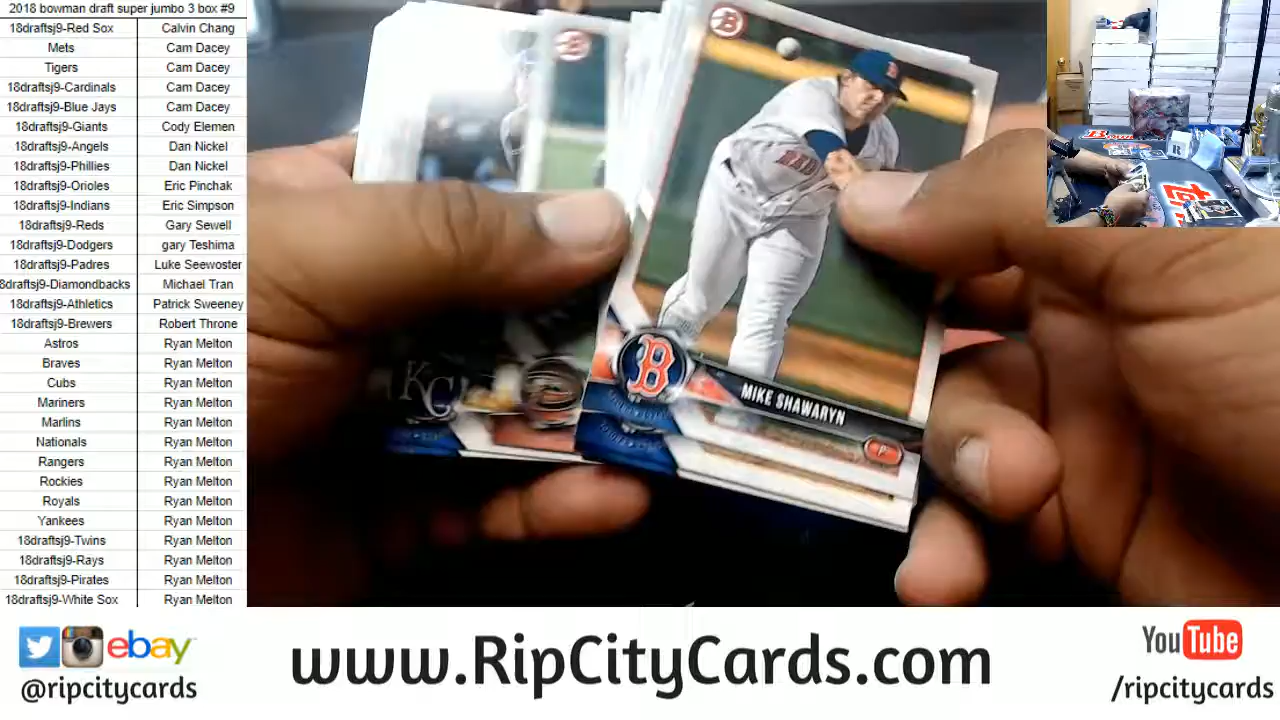 2018 bowman draft super jumbo 3 box #9
18draftsj9-Red Sox Calvin Chang
Mets Cam Dacey
Tigers Cam Dacey
18draftsj9-Cardinals Cam Dacey
18draftsj9-Blue Jays Cam Dacey
18draftsj9-Giants Cody Elemen
18draftsj9-Angels Dan Nickel
18draftsj9-Phillies Dan Nickel
18draftsj9-Orioles Eric Pinchak
18draftsj9-Indians Eric Simpson
18draftsj9-Reds Gary Sewell
18draftsj9-Dodgers gary Teshima
18draftsj9-Padres Luke Seewoster
8draftsj9-Diamondbacks Michael Tran
18draftsj9-Athletics Patrick Sweeney
18draftsj9-Brewers Robert Throne
Astros Ryan Melton
Braves Ryan Melton
Cubs Ryan Melton
Mariners Ryan Melton
Marlins Ryan Melton
Nationals Ryan Melton
Rangers Ryan Melton
Rockies Ryan Melton
Royals Ryan Melton
Yankees Ryan Melton
18draftsj9-Twins Ryan Melton
18draftsj9-Rays Ryan Melton
18draftsj9-Pirates Ryan Melton
18draftsj9-White Sox Ryan Melton
B
B
B
RED
KC
B
MIKE SHAWARYN
P
ebay
@ripcitycards
www.RipCityCards.com
YouTube
/ripcitycards